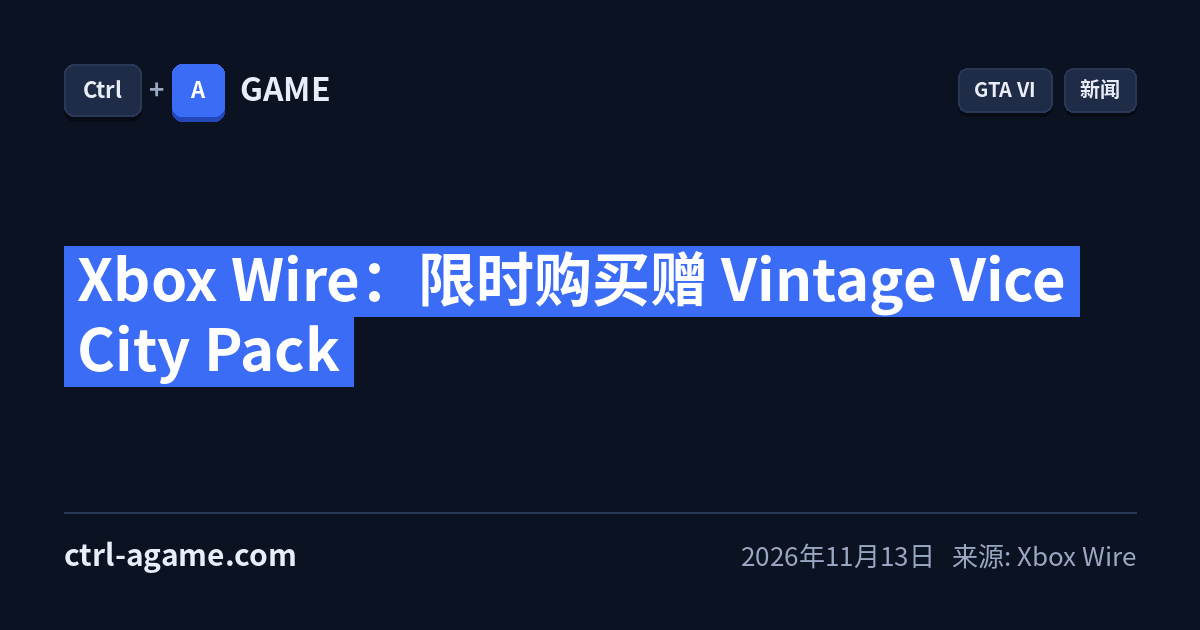 Ctrl + A GAME
GTA VI 新闻
Xbox Wire：限时购买赠 Vintage Vice
City Pack
ctrl-agame.com
2026年11月13日 来源: Xbox Wire